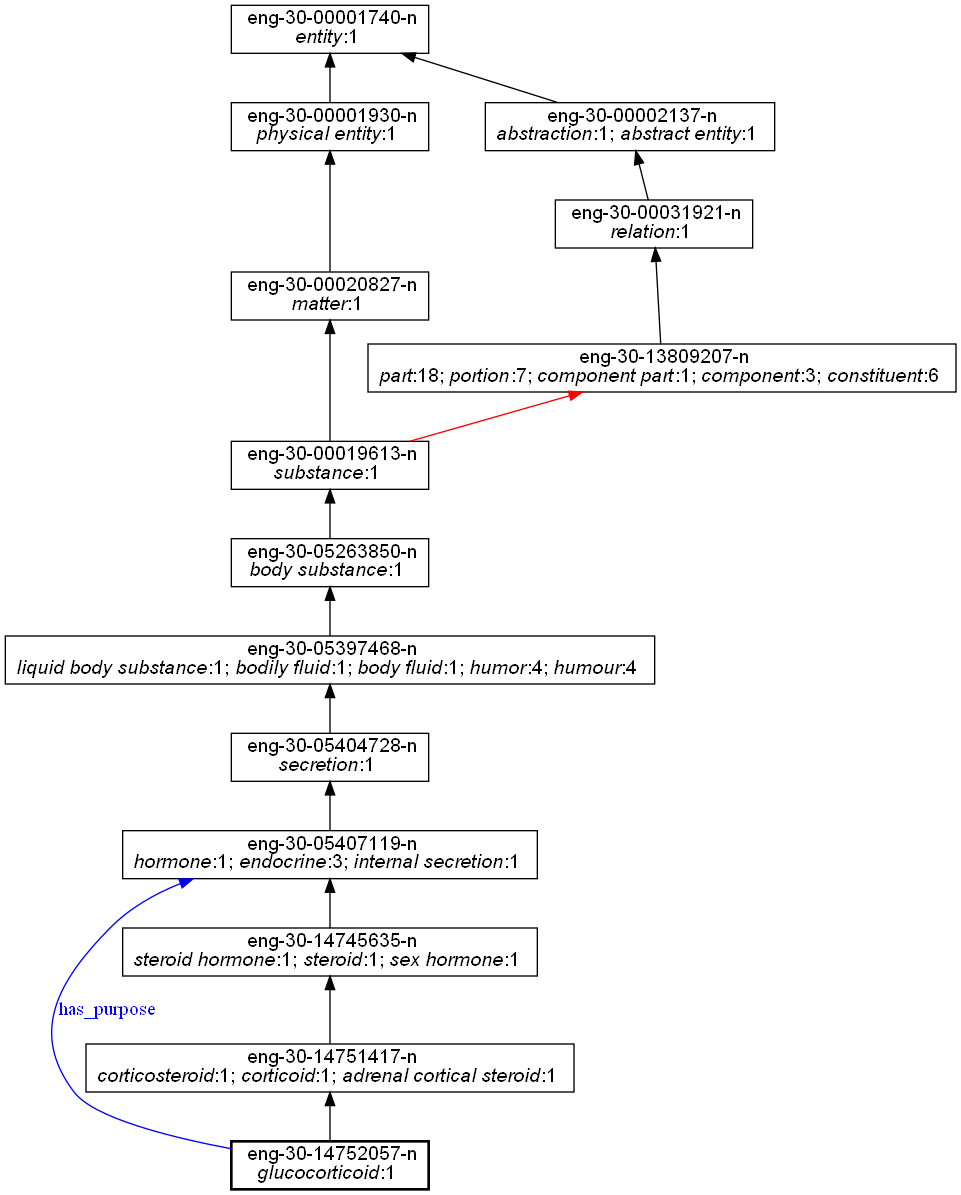 eng-30-00001740-n
entity:1
eng-30-00001930-n
physical entity:1
eng-30-00002137-n
abstraction:1; abstract entity:1
eng-30-00031921-n
relation:1
eng-30-00020827-n
matter:1
eng-30-13809207-n
part:18; portion:7; component part:1; component:3; constituent:6
eng-30-00019613-n
substance:1
eng-30-05263850-n
body substance:1
eng-30-05397468-n
liquid body substance:1; bodily fluid:1; body fluid:1; humor:4; humour:4
eng-30-05404728-n
secretion:1
eng-30-05407119-n
hormone:1; endocrine:3; internal secretion:1
eng-30-14745635-n
steroid hormone:1; steroid:1; sex hormone:1
has_purpose
eng-30-14751417-n
corticosteroid:1; corticoid:1; adrenal cortical steroid:1
eng-30-14752057-n
glucocorticoid:1